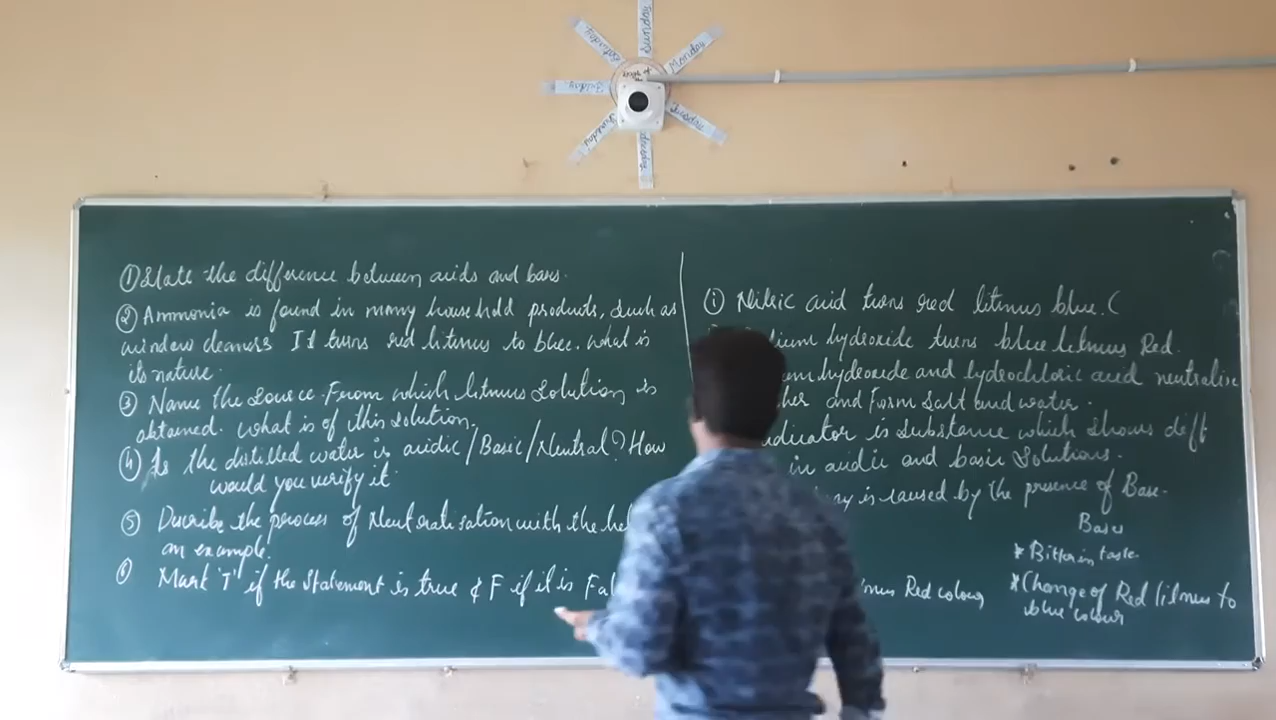 Monday
① State the difference between acids and bases.
② Ammonia is found in many household products, such as
window cleaners It turns red litmus to blue. what is
its nature.
③ Name the source From which litmus solution is
obtained. what is of this solution.
④ Is the distilled water is acidic/Basic/Neutral? How
would you verify it
⑤ Describe the process of Neutralisation with the
an example.
⑥ Mark 'T' if the statement is true & F if it is
① Nitric acid turns red litmus blue. (
hydroxide turns blue litmus Red.
hydroxide and hydrochloric acid neutralise
and Form Salt and water.
is substance which shows diff
in acidic and basic Solutions.
is caused by the presence of Base.
Base
* Bitter in taste
Red colour
* Change of Red litmus to
blue colour